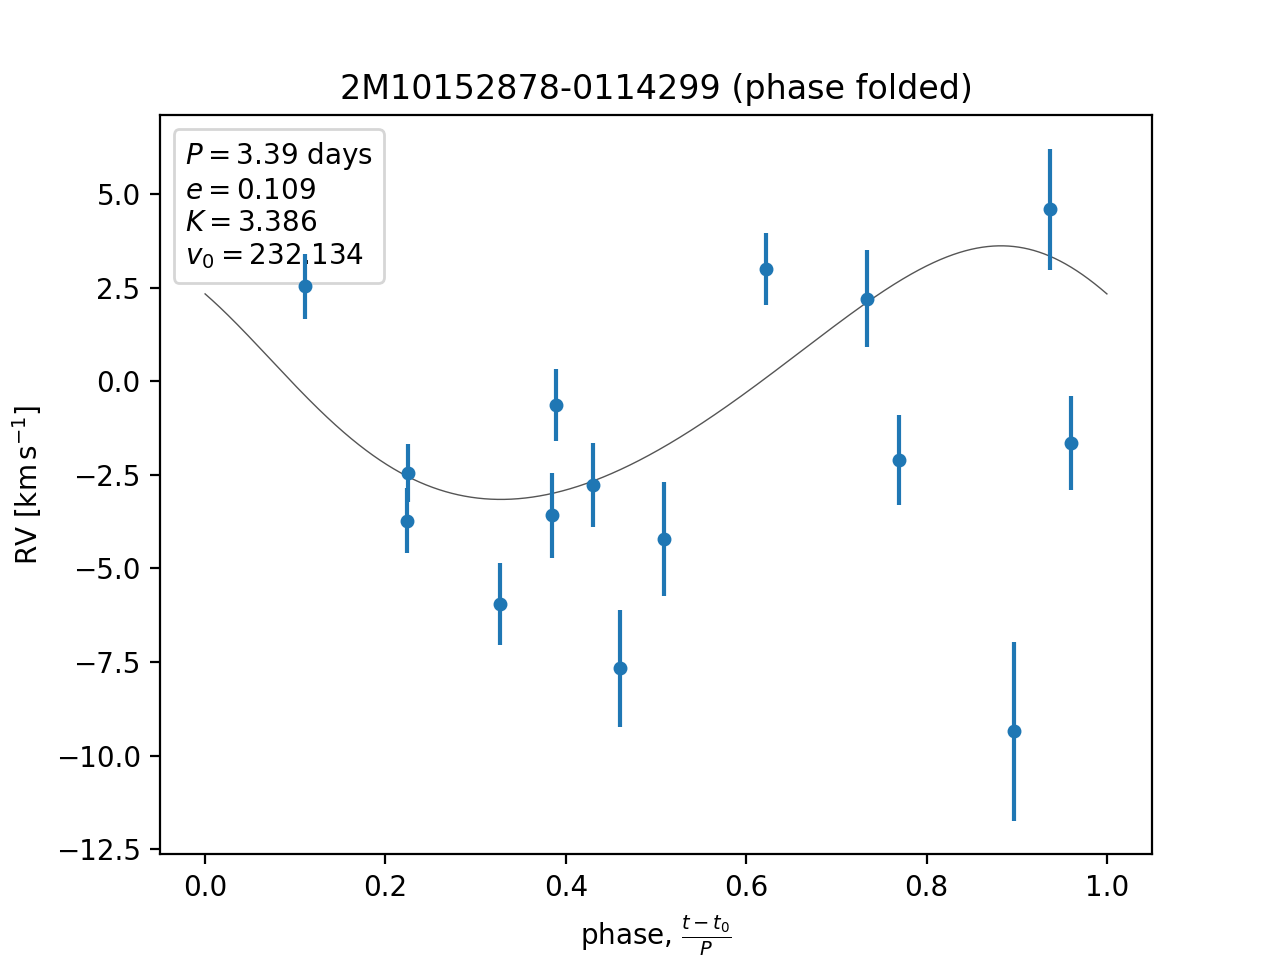 2M10152878-0114299 (phase folded)
P = 3.39 days
e = 0.109
K = 3.386
v₀ = 232.134
5.0
2.5
0.0
−2.5
−5.0
−7.5
−10.0
−12.5
RV [km s⁻¹]
0.0 0.2 0.4 0.6 0.8 1.0
phase, (t − t₀)/P